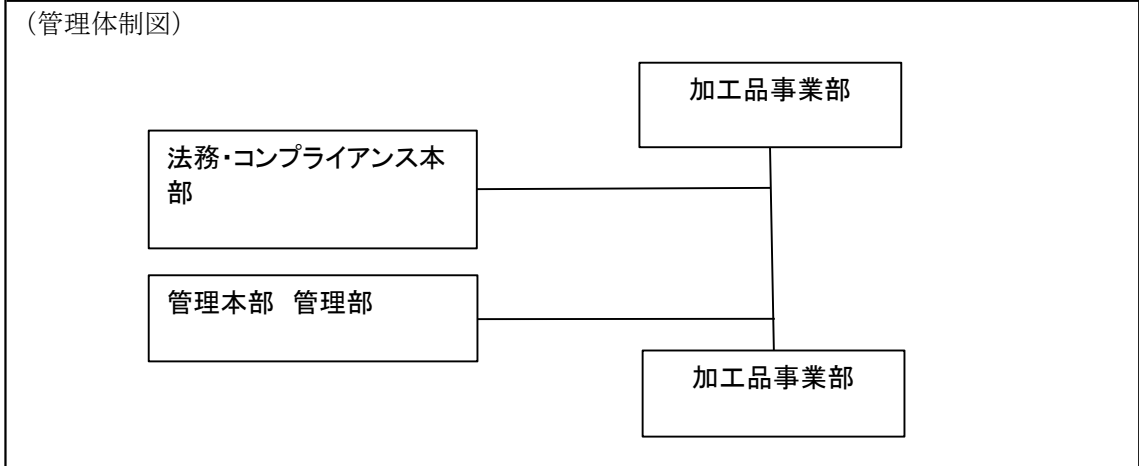 （管理体制図）
加工品事業部
法務・コンプライアンス本
部
管理本部　管理部
加工品事業部